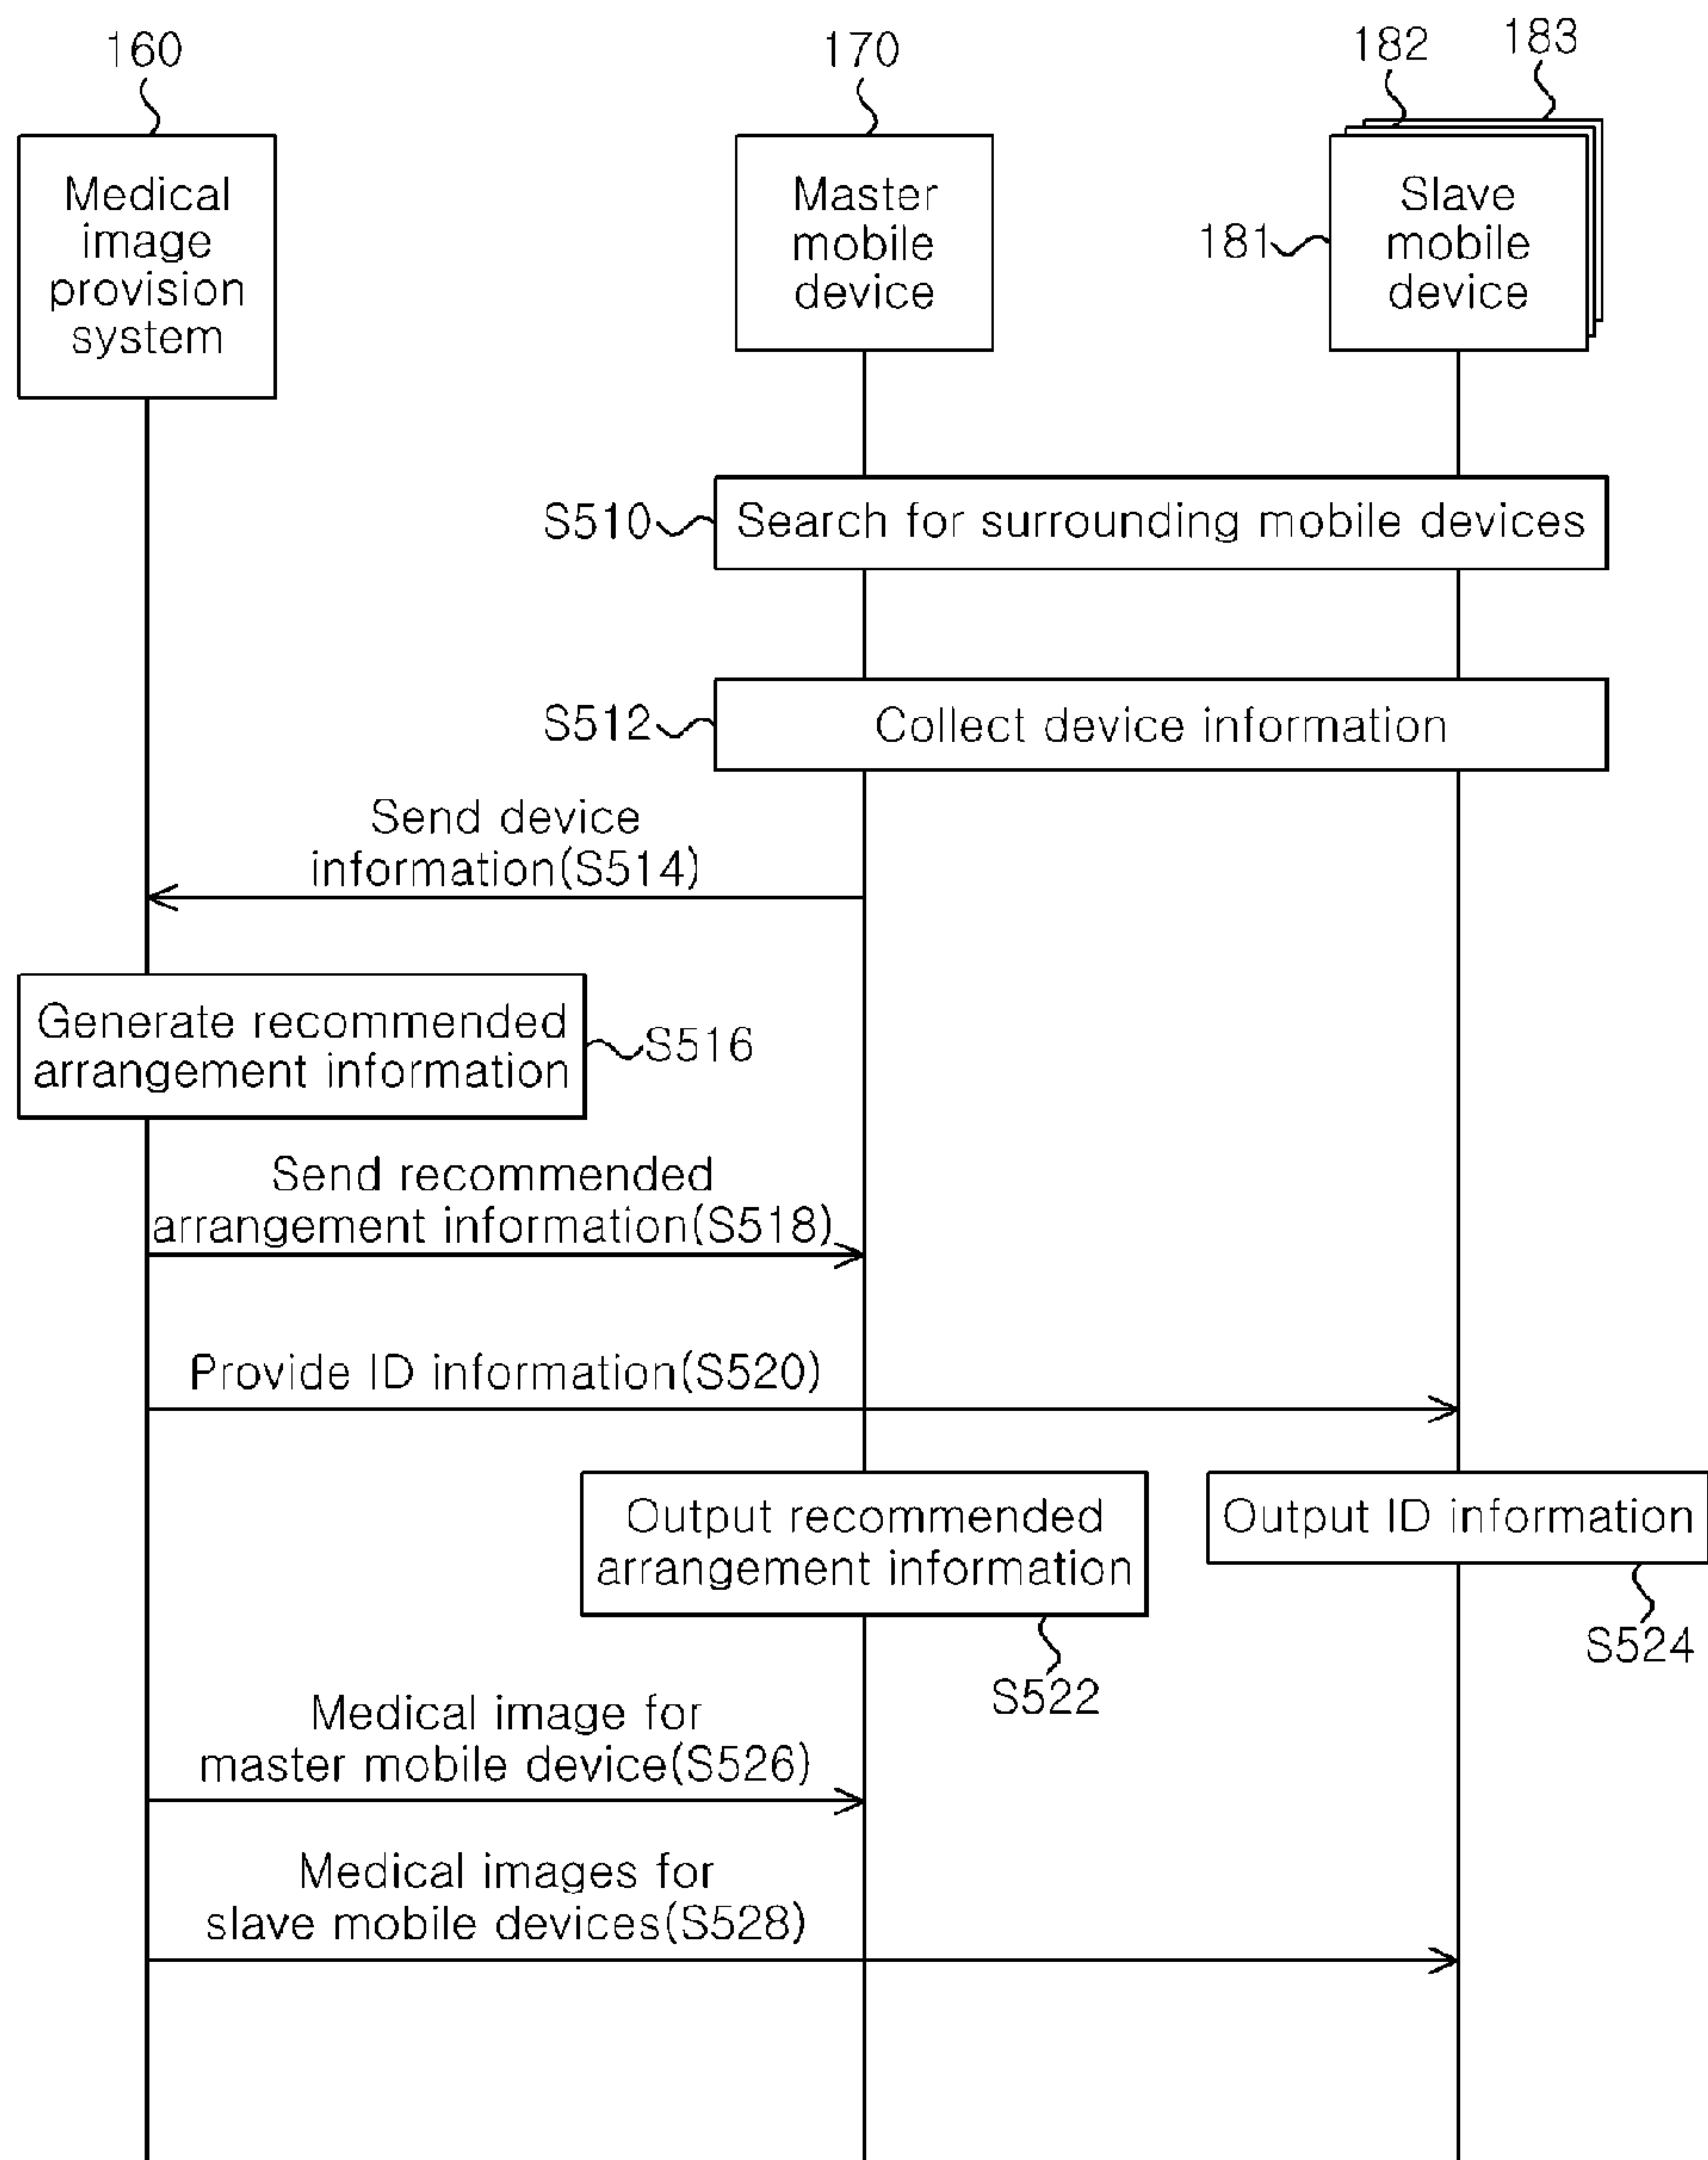 160
170
182
183
Medical
image
provision
system
Master
mobile
device
181
Slave
mobile
device
S510
Search for surrounding mobile devices
S512
Collect device information
Send device
information(S514)
Generate recommended
arrangement information
S516
Send recommended
arrangement information(S518)
Provide ID information(S520)
Output recommended
arrangement information
Output ID information
S522
S524
Medical image for
master mobile device(S526)
Medical images for
slave mobile devices(S528)